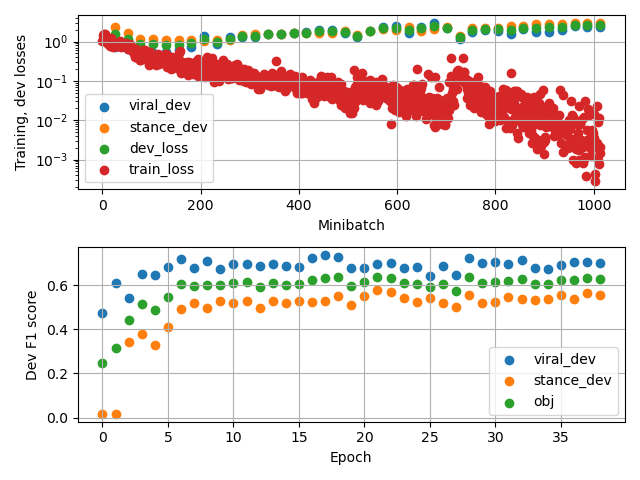 Training, dev losses
10⁰
10⁻¹
10⁻²
10⁻³
viral_dev
stance_dev
dev_loss
train_loss
0 200 400 600 800 1000
Minibatch
Dev F1 score
0.6
0.4
0.2
0.0
viral_dev
stance_dev
obj
0 5 10 15 20 25 30 35
Epoch